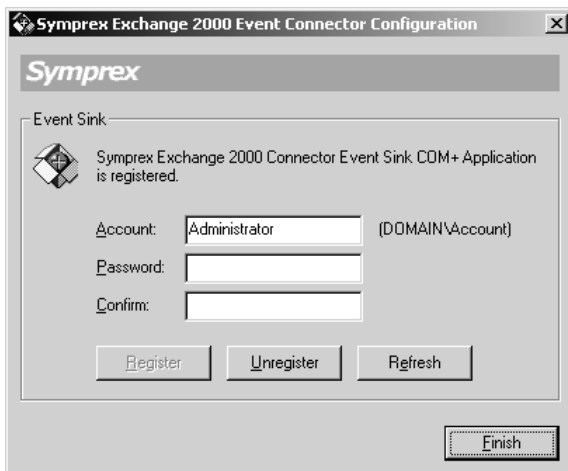 Symprex Exchange 2000 Event Connector Configuration
Symprex
Event Sink
Symprex Exchange 2000 Connector Event Sink COM+ Application
is registered.
Account: Administrator (DOMAIN\Account)
Password:
Confirm:
Register Unregister Refresh
Finish